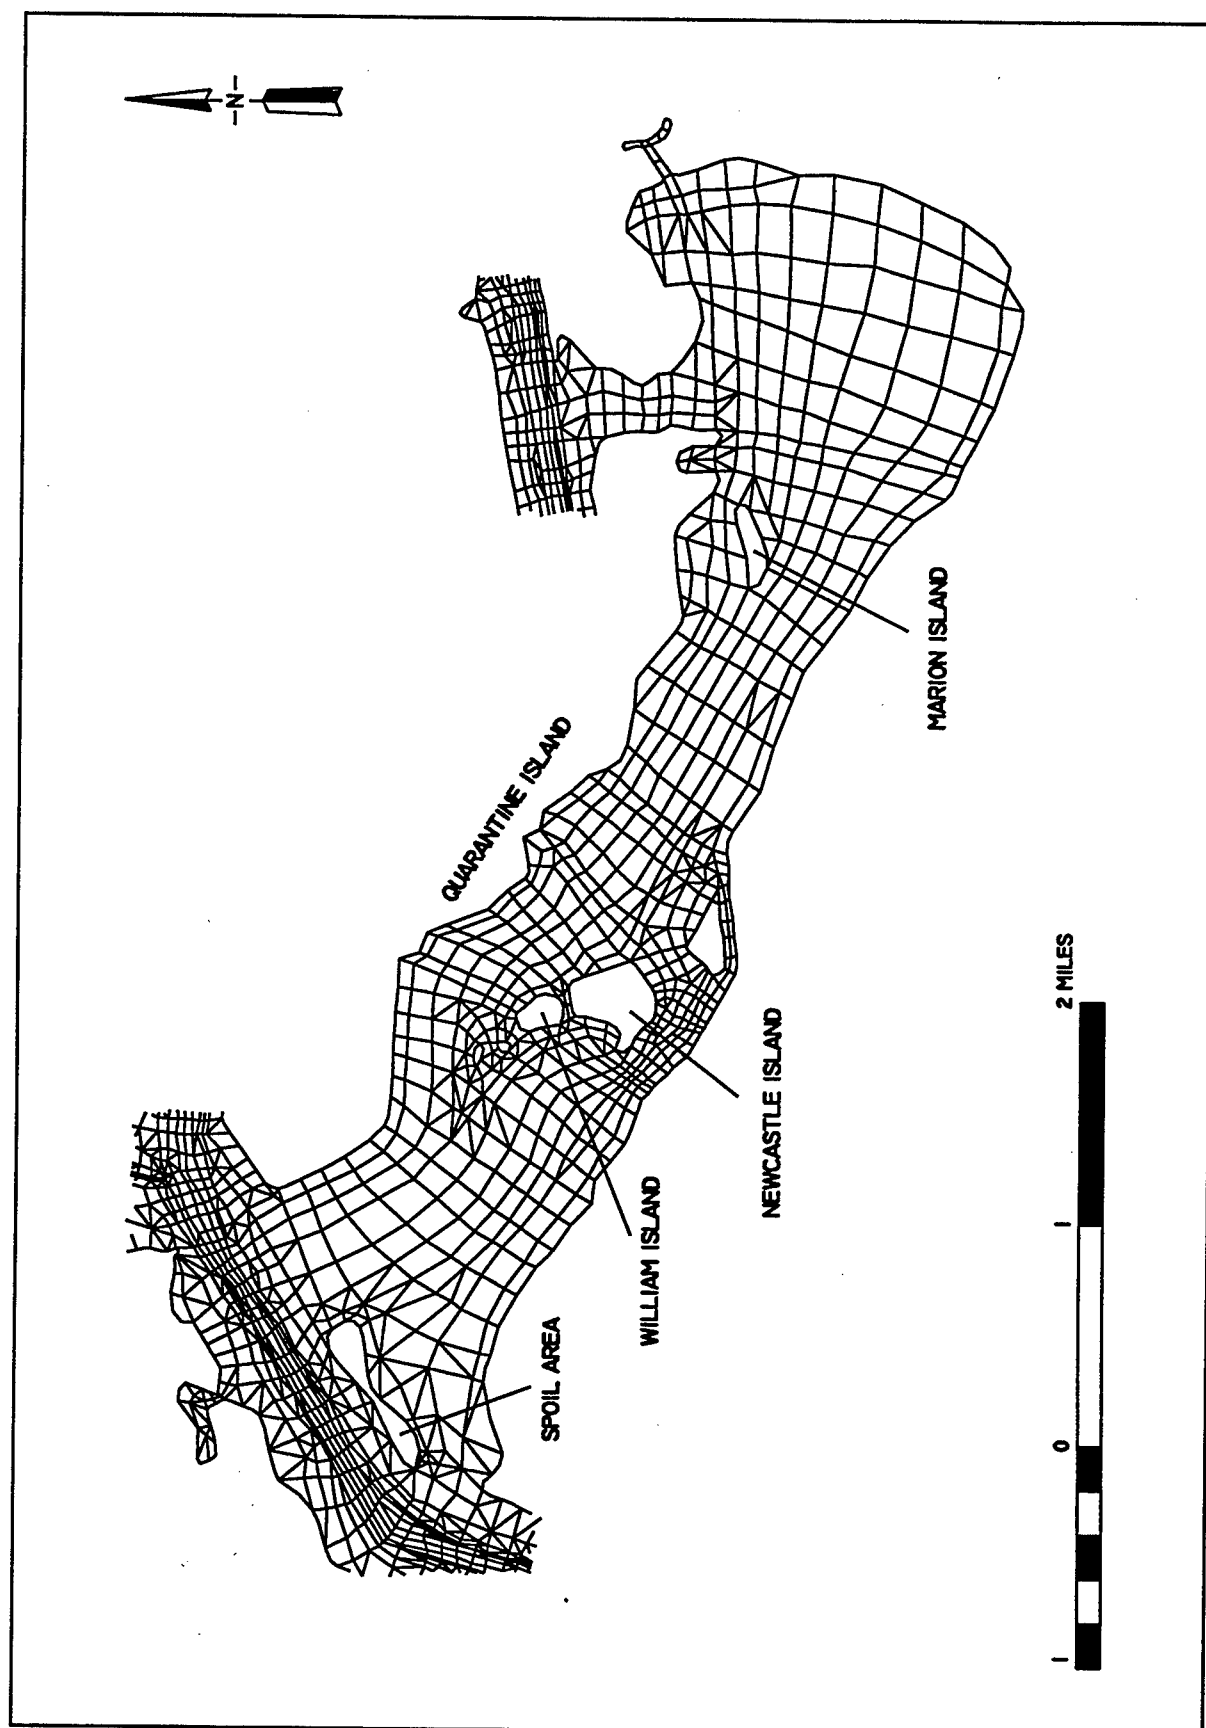 -N-
QUARANTINE ISLAND
MARION ISLAND
NEWCASTLE ISLAND
WILLIAM ISLAND
SPOIL AREA
1 0 1 2 MILES